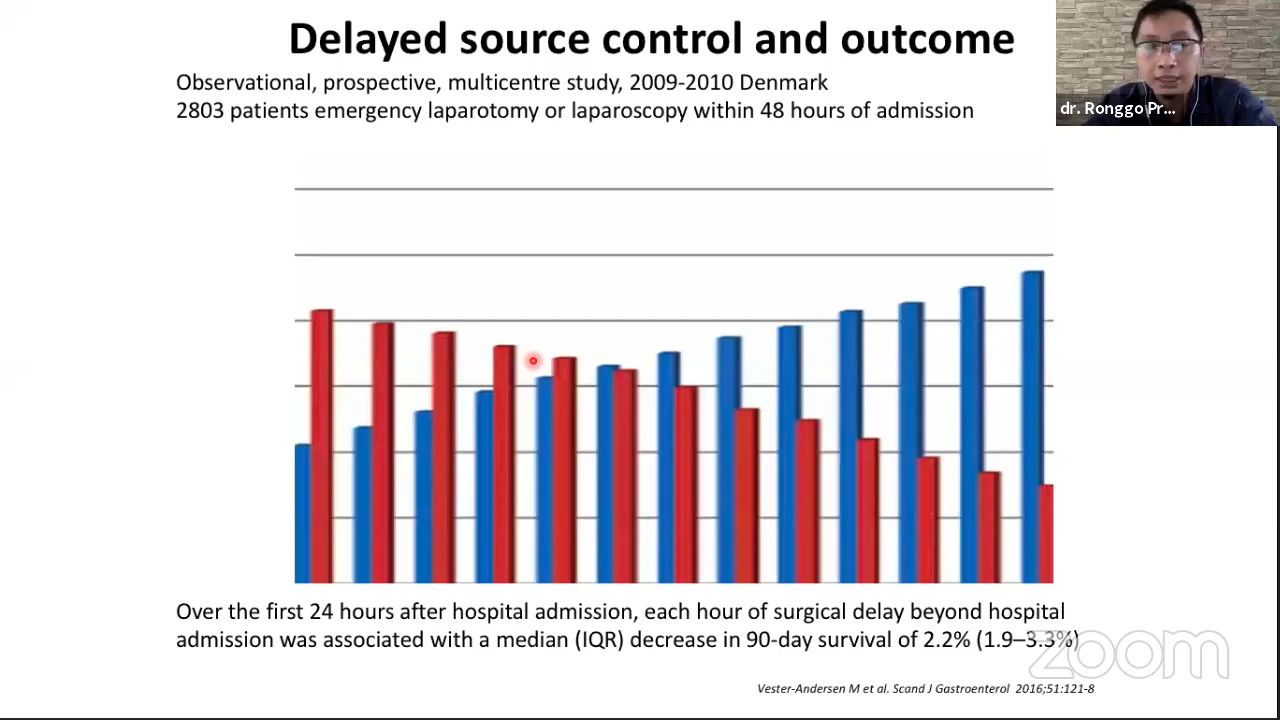 Delayed source control and outcome
Observational, prospective, multicentre study, 2009-2010 Denmark
2803 patients emergency laparotomy or laparoscopy within 48 hours of admission
dr. Ronggo Pr...
Over the first 24 hours after hospital admission, each hour of surgical delay beyond hospital
admission was associated with a median (IQR) decrease in 90-day survival of 2.2% (1.9–3.3%)
zoom
Vester-Andersen M et al. Scand J Gastroenterol 2016;51:121-8